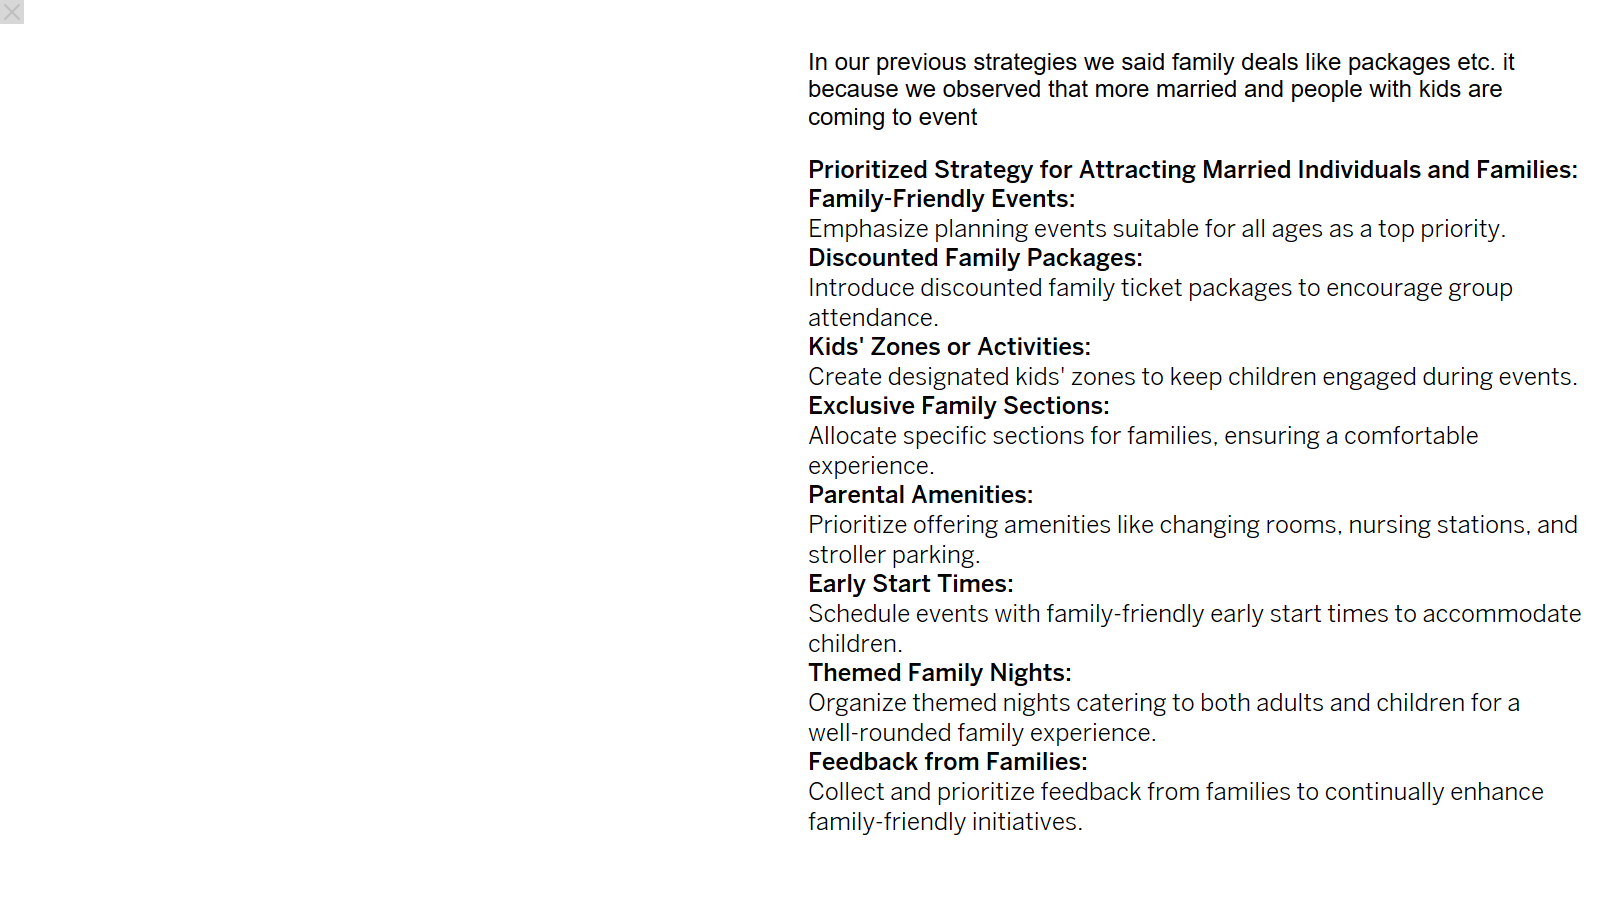 In our previous strategies we said family deals like packages etc. it
because we observed that more married and people with kids are
coming to event
Prioritized Strategy for Attracting Married Individuals and Families:
Family-Friendly Events:
Emphasize planning events suitable for all ages as a top priority.
Discounted Family Packages:
Introduce discounted family ticket packages to encourage group
attendance.
Kids' Zones or Activities:
Create designated kids' zones to keep children engaged during events.
Exclusive Family Sections:
Allocate specific sections for families, ensuring a comfortable
experience.
Parental Amenities:
Prioritize offering amenities like changing rooms, nursing stations, and
stroller parking.
Early Start Times:
Schedule events with family-friendly early start times to accommodate
children.
Themed Family Nights:
Organize themed nights catering to both adults and children for a
well-rounded family experience.
Feedback from Families:
Collect and prioritize feedback from families to continually enhance
family-friendly initiatives.